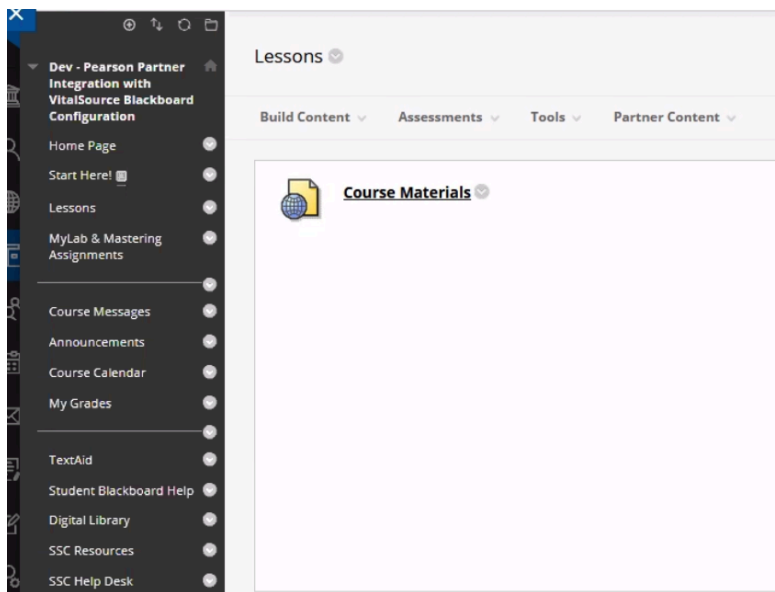 Dev - Pearson Partner
Integration with
VitalSource Blackboard
Configuration
Home Page
Start Here!
Lessons
MyLab & Mastering
Assignments
Course Messages
Announcements
Course Calendar
My Grades
TextAid
Student Blackboard Help
Digital Library
SSC Resources
SSC Help Desk
Lessons
Build Content
Assessments
Tools
Partner Content
Course Materials